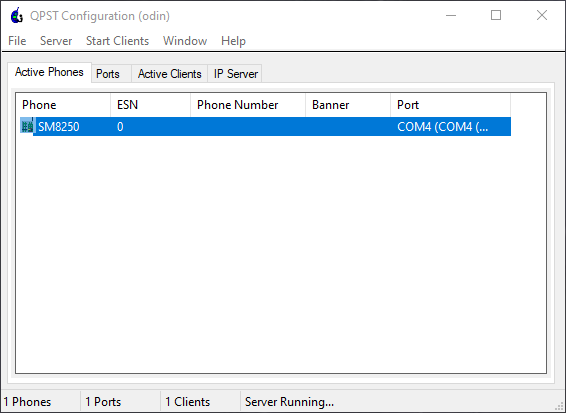 QPST Configuration (odin)
File Server Start Clients Window Help
Active Phones Ports Active Clients IP Server
Phone ESN Phone Number Banner Port
SM8250 0 COM4 (COM4 (...
1 Phones 1 Ports 1 Clients Server Running...